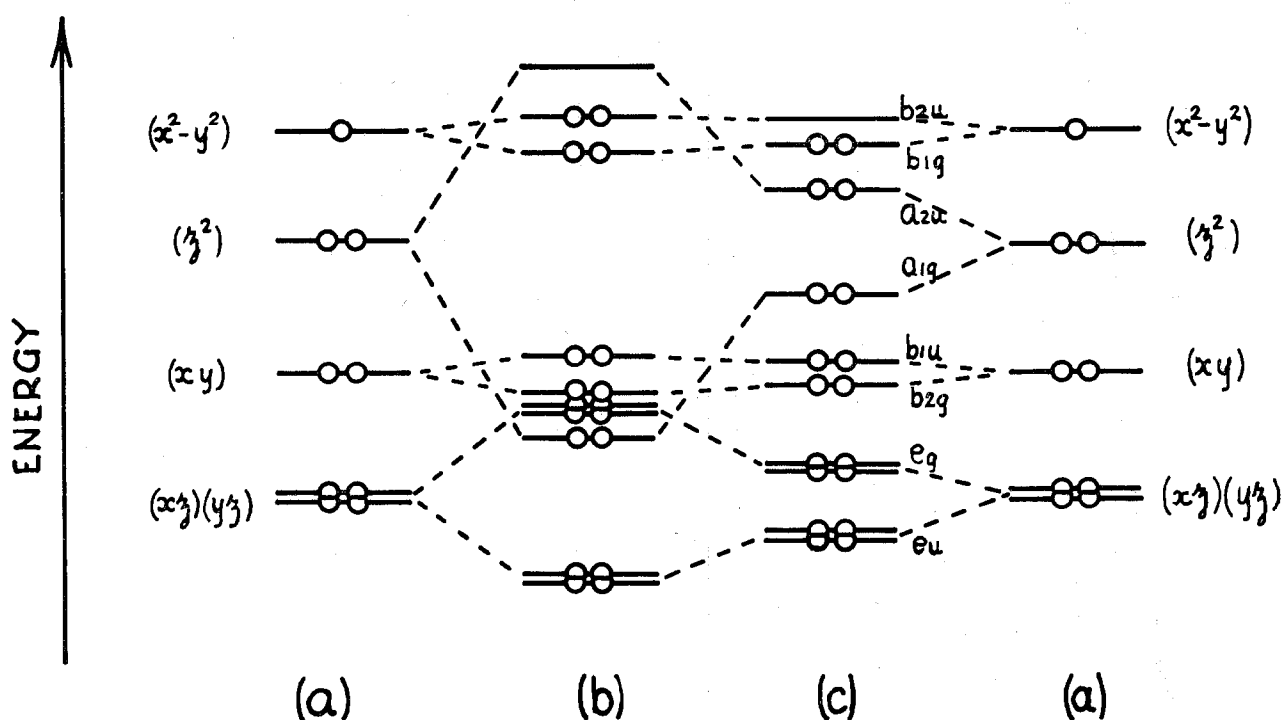 ENERGY
(x²-y²)
(z²)
(xy)
(xz)(yz)
b2u
b1g
a2u
a1g
b1u
b2g
eg
eu
(x²-y²)
(z²)
(xy)
(xz)(yz)
(a)
(b)
(c)
(a)